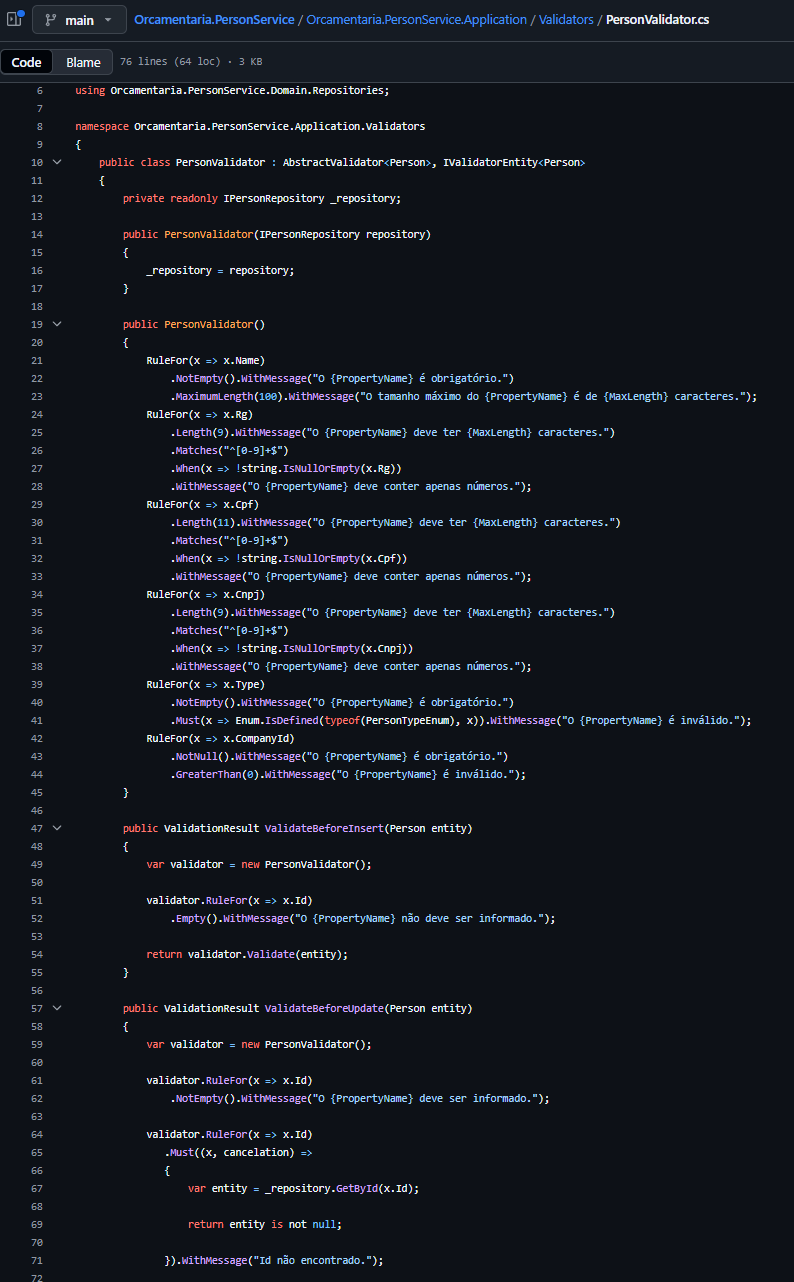 main
Orcamentaria.PersonService / Orcamentaria.PersonService.Application / Validators / PersonValidator.cs
Code Blame 76 lines (64 loc) · 3 KB
6 using Orcamentaria.PersonService.Domain.Repositories;
7
8 namespace Orcamentaria.PersonService.Application.Validators
9 {
10 public class PersonValidator : AbstractValidator<Person>, IValidatorEntity<Person>
11 {
12 private readonly IPersonRepository _repository;
13
14 public PersonValidator(IPersonRepository repository)
15 {
16 _repository = repository;
17 }
18
19 public PersonValidator()
20 {
21 RuleFor(x => x.Name)
22 .NotEmpty().WithMessage("O {PropertyName} é obrigatório.")
23 .MaximumLength(100).WithMessage("O tamanho máximo do {PropertyName} é de {MaxLength} caracteres.");
24 RuleFor(x => x.Rg)
25 .Length(9).WithMessage("O {PropertyName} deve ter {MaxLength} caracteres.")
26 .Matches("^[0-9]+$")
27 .When(x => !string.IsNullOrEmpty(x.Rg))
28 .WithMessage("O {PropertyName} deve conter apenas números.");
29 RuleFor(x => x.Cpf)
30 .Length(11).WithMessage("O {PropertyName} deve ter {MaxLength} caracteres.")
31 .Matches("^[0-9]+$")
32 .When(x => !string.IsNullOrEmpty(x.Cpf))
33 .WithMessage("O {PropertyName} deve conter apenas números.");
34 RuleFor(x => x.Cnpj)
35 .Length(9).WithMessage("O {PropertyName} deve ter {MaxLength} caracteres.")
36 .Matches("^[0-9]+$")
37 .When(x => !string.IsNullOrEmpty(x.Cnpj))
38 .WithMessage("O {PropertyName} deve conter apenas números.");
39 RuleFor(x => x.Type)
40 .NotEmpty().WithMessage("O {PropertyName} é obrigatório.")
41 .Must(x => Enum.IsDefined(typeof(PersonTypeEnum), x)).WithMessage("O {PropertyName} é inválido.");
42 RuleFor(x => x.CompanyId)
43 .NotNull().WithMessage("O {PropertyName} é obrigatório.")
44 .GreaterThan(0).WithMessage("O {PropertyName} é inválido.");
45 }
46
47 public ValidationResult ValidateBeforeInsert(Person entity)
48 {
49 var validator = new PersonValidator();
50
51 validator.RuleFor(x => x.Id)
52 .Empty().WithMessage("O {PropertyName} não deve ser informado.");
53
54 return validator.Validate(entity);
55 }
56
57 public ValidationResult ValidateBeforeUpdate(Person entity)
58 {
59 var validator = new PersonValidator();
60
61 validator.RuleFor(x => x.Id)
62 .NotEmpty().WithMessage("O {PropertyName} deve ser informado.");
63
64 validator.RuleFor(x => x.Id)
65 .Must((x, cancelation) =>
66 {
67 var entity = _repository.GetById(x.Id);
68
69 return entity is not null;
70
71 }).WithMessage("Id não encontrado.");
72